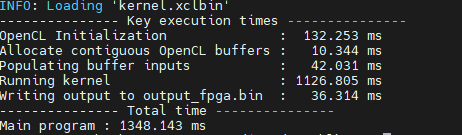 INFO: Loading 'kernel.xclbin'
--------------- Key execution times ---------------
OpenCL Initialization              :  132.253 ms
Allocate contiguous OpenCL buffers :   10.344 ms
Populating buffer inputs           :   42.031 ms
Running kernel                     : 1126.805 ms
Writing output to output_fpga.bin  :   36.314 ms
--------------- Total time ---------------
Main program : 1348.143 ms